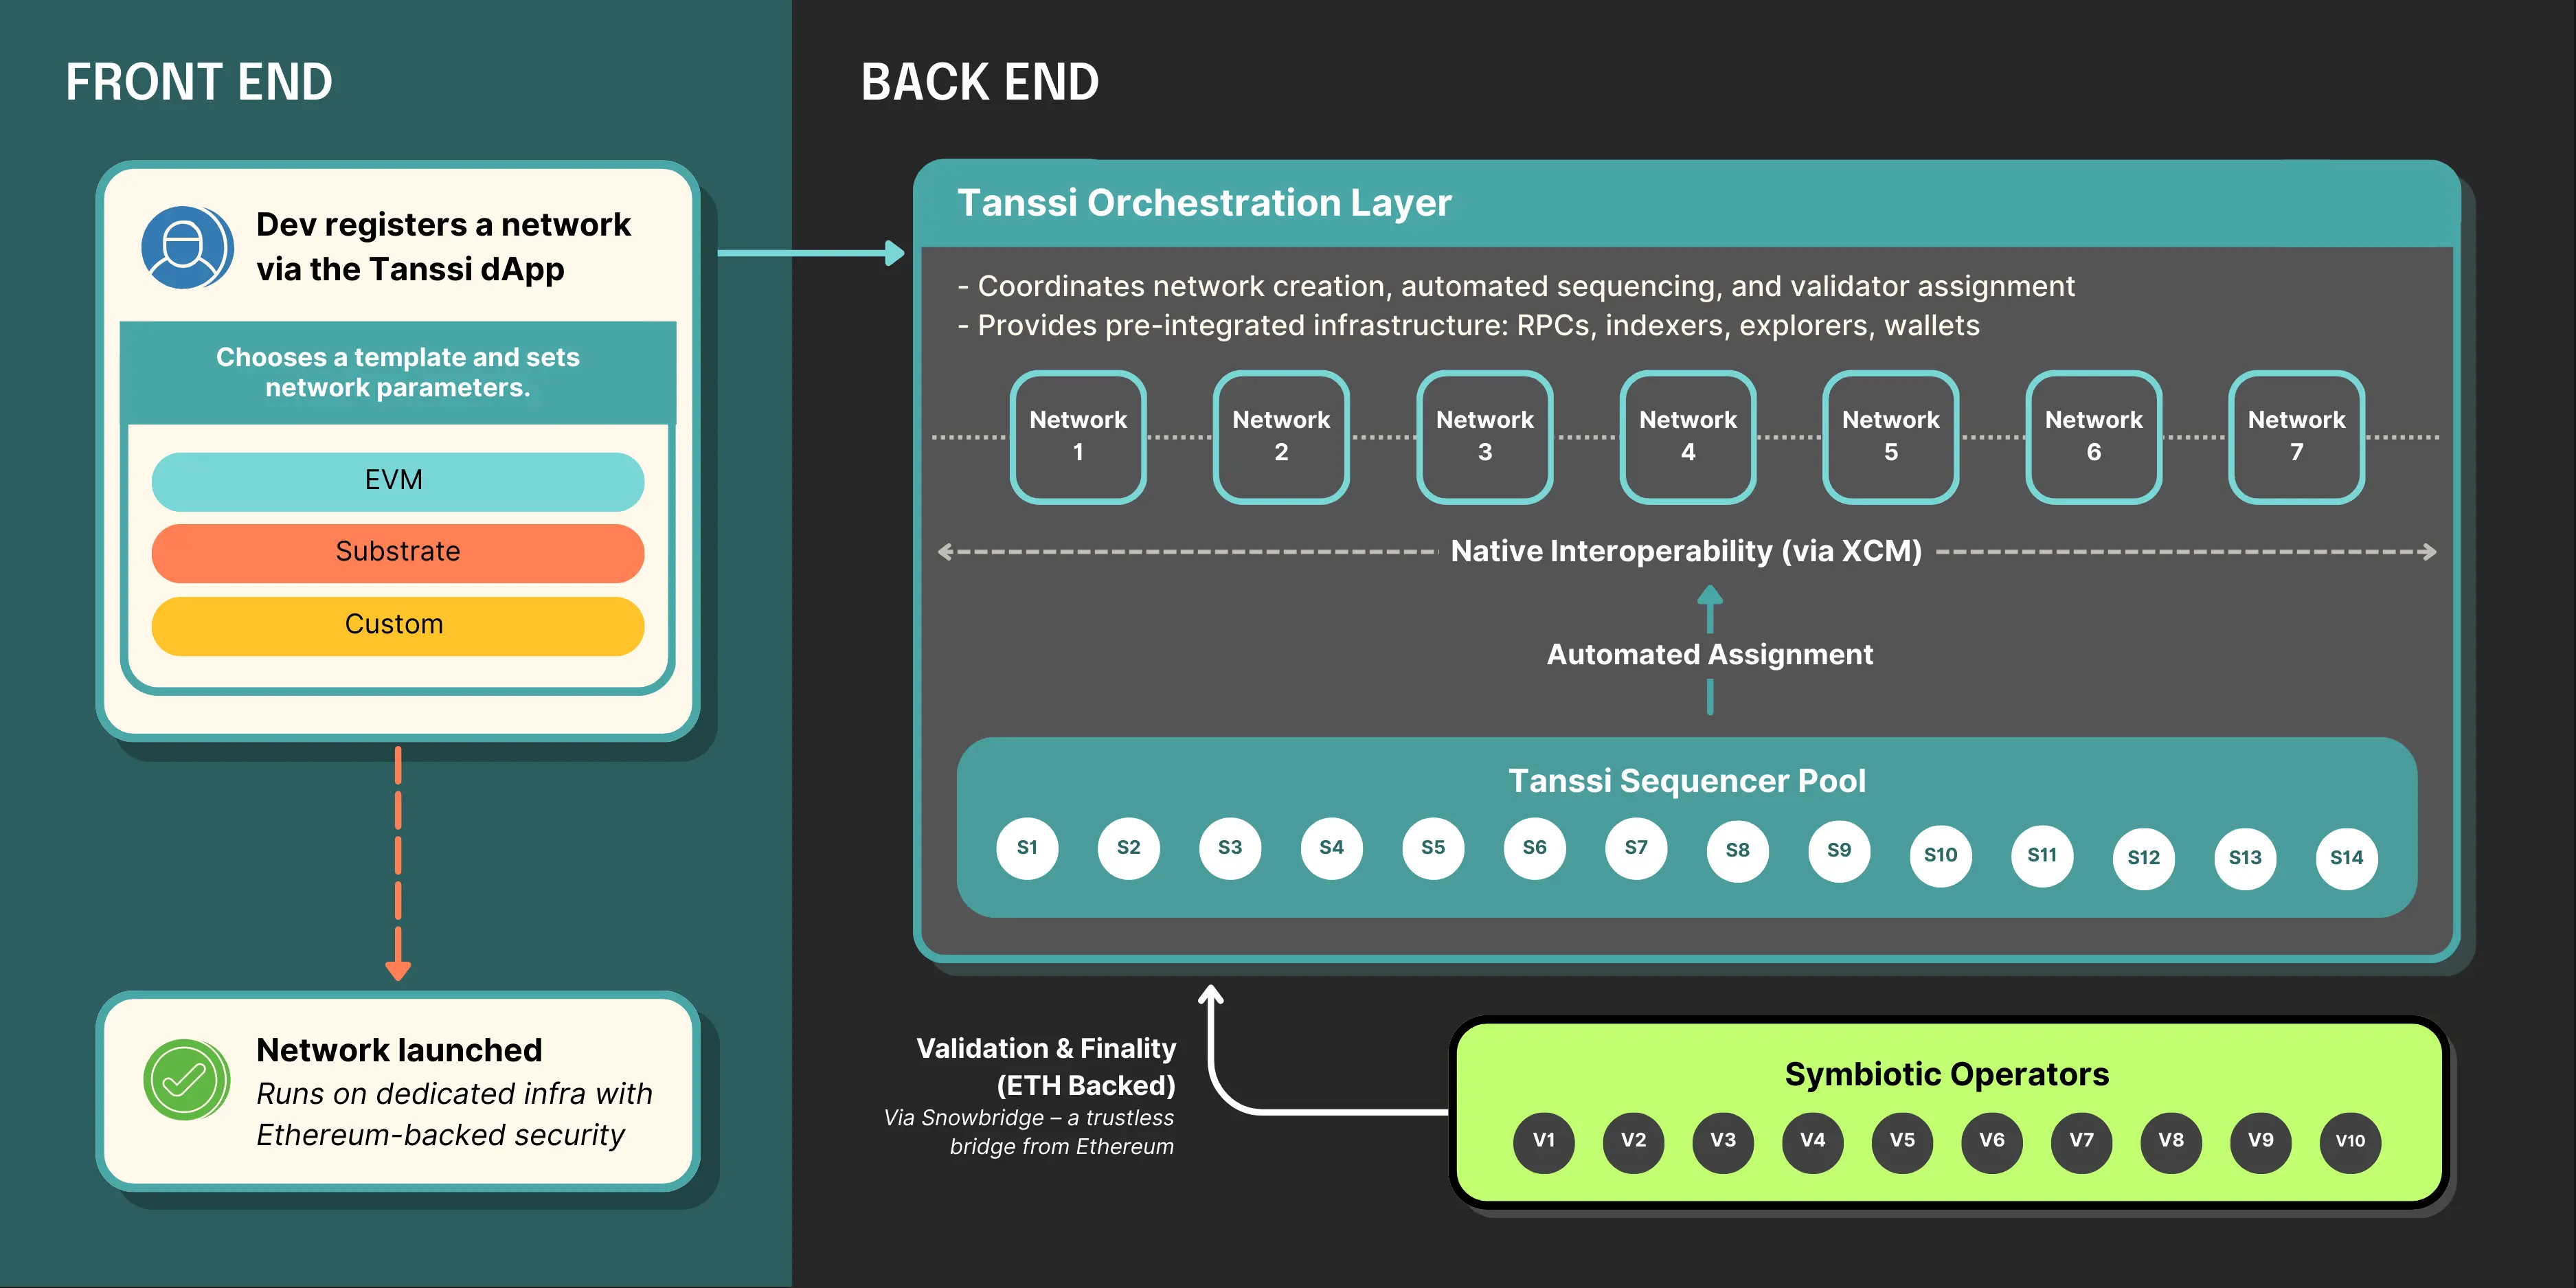 FRONT END
Dev registers a network
via the Tanssi dApp
Chooses a template and sets
network parameters.
EVM
Substrate
Custom
Network launched
Runs on dedicated infra with
Ethereum-backed security
BACK END
Tanssi Orchestration Layer
- Coordinates network creation, automated sequencing, and validator assignment
- Provides pre-integrated infrastructure: RPCs, indexers, explorers, wallets
Network
1
Network
2
Network
3
Network
4
Network
5
Network
6
Network
7
Native Interoperability (via XCM)
Automated Assignment
Tanssi Sequencer Pool
S1 S2 S3 S4 S5 S6 S7 S8 S9 S10 S11 S12 S13 S14
Validation & Finality
(ETH Backed)
Via Snowbridge – a trustless
bridge from Ethereum
Symbiotic Operators
V1 V2 V3 V4 V5 V6 V7 V8 V9 V10